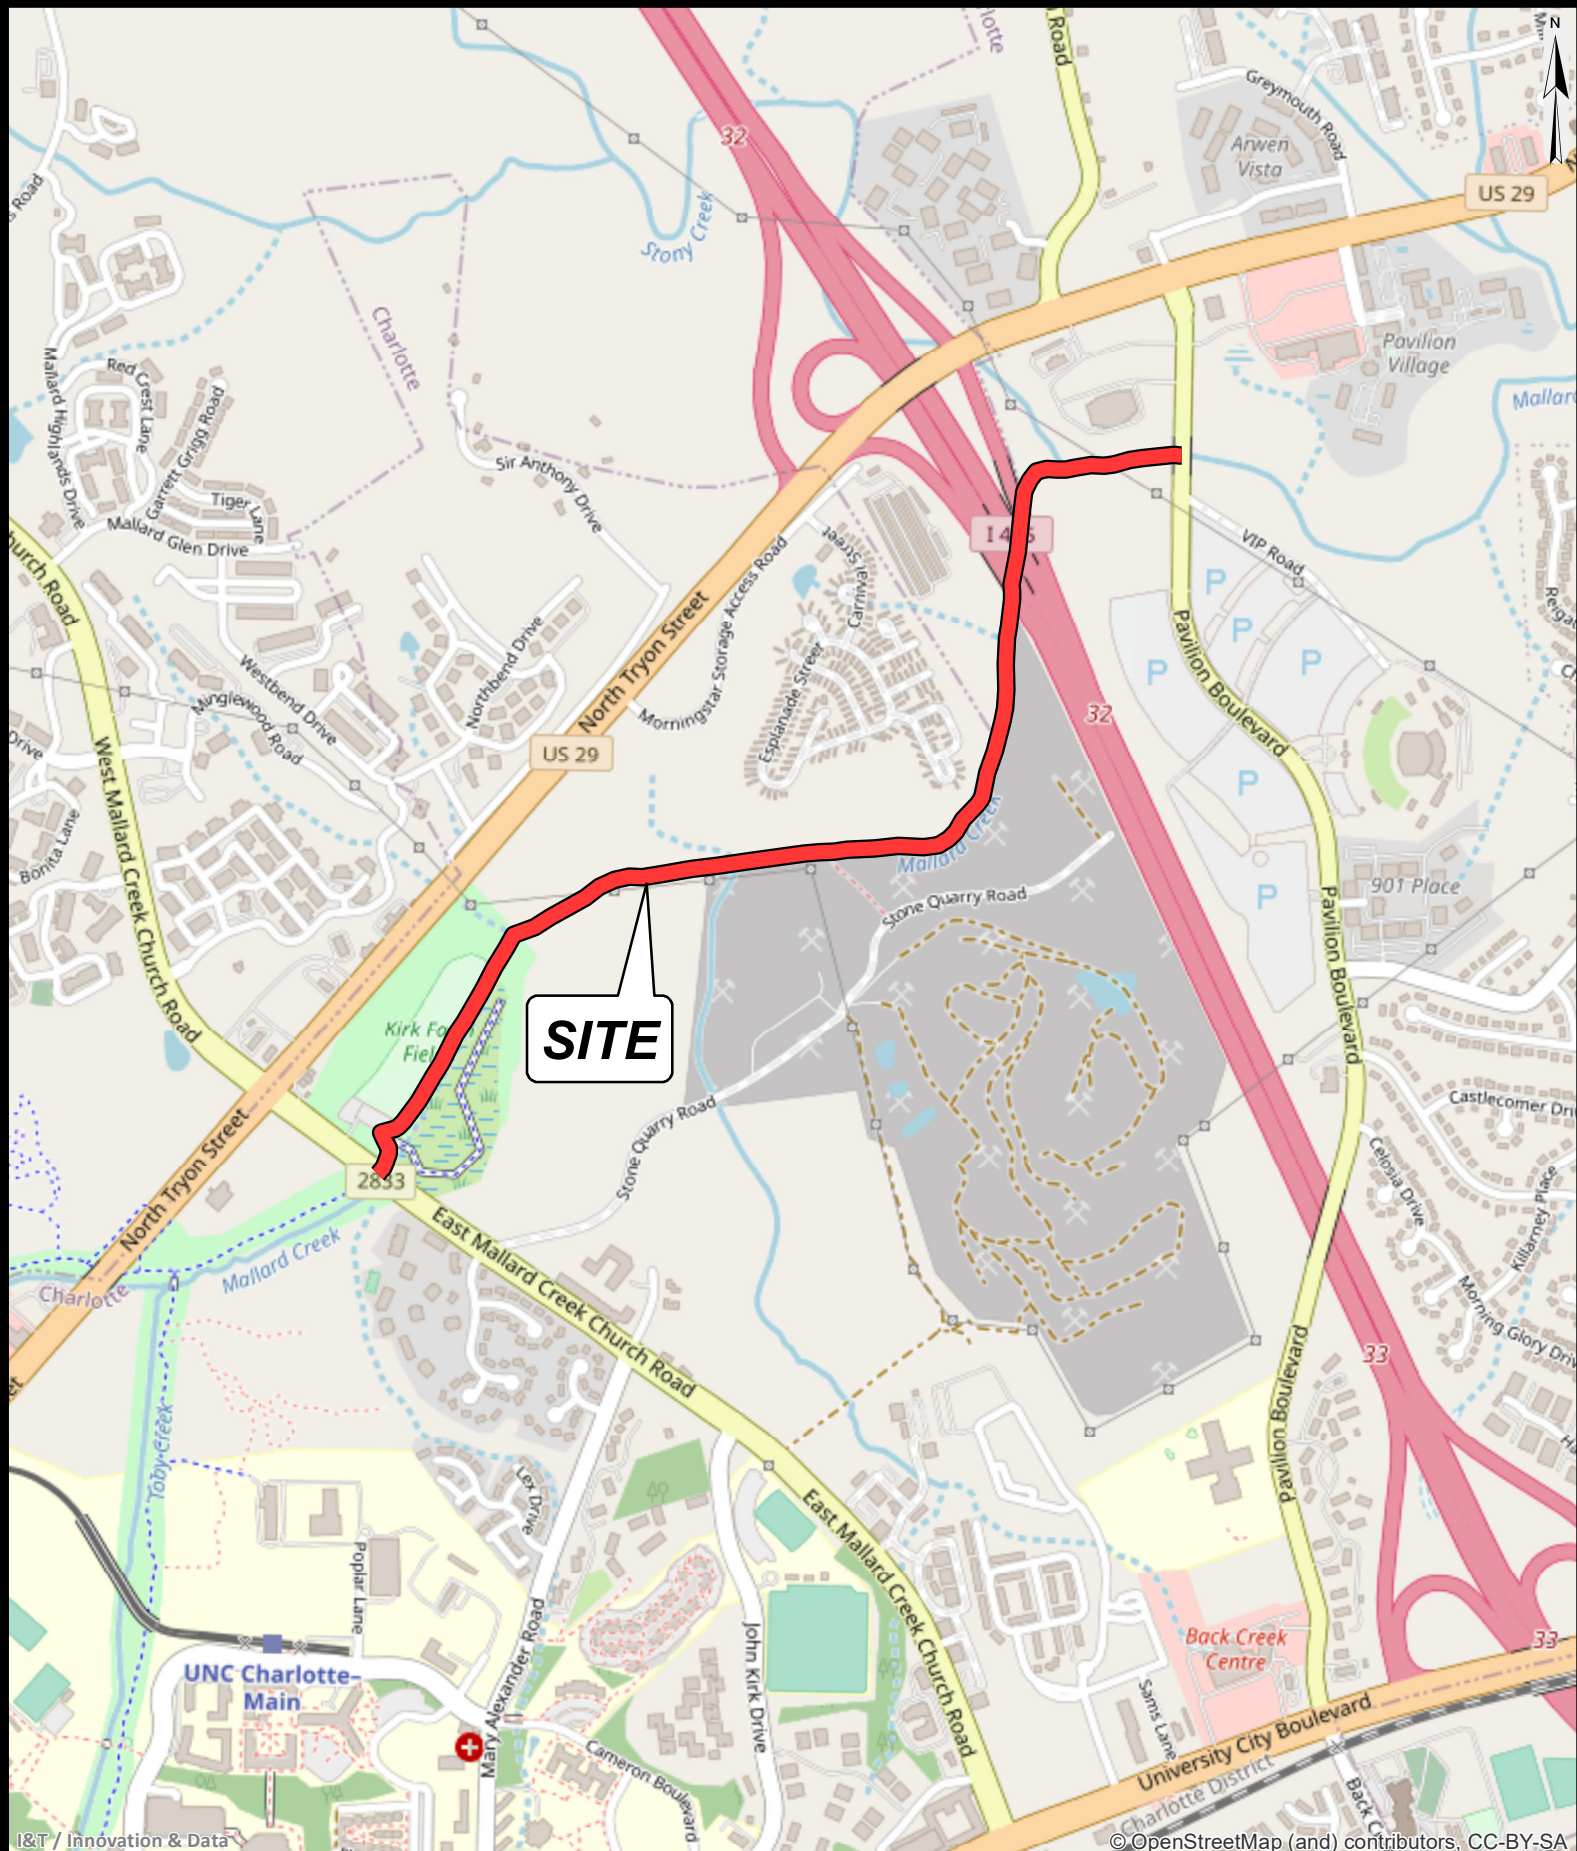 N
32
Road
Greymouth Road
Arwen
Vista
US 29
Stony Creek
Charlotte
Pavilion
Village
Mallard Highlands Drive
Red Crest Lane
Garrett Grigg Road
Tiger Lane
Mallard Glen Drive
Sir Anthony Drive
Church Road
Carnival Street
VIP Road
P
P
P
P
P
P
Morningstar Storage Access Road
North Tryon Street
Northbend Drive
Westbend Drive
Minglewood Road
Esplanade Street
Pavilion Boulevard
US 29
32
Drive
Bonita Lane
West Mallard Creek Church Road
Mallard Creek
Stone Quarry Road
901 Place
Pavilion Boulevard
SITE
Kirk Farm
Fields
Stone Quarry Road
North Tryon Street
2833
Castlecomer Drive
Celosia Drive
Killarney Place
Morning Glory Drive
East Mallard Creek Church Road
Mallard Creek
Charlotte
33
Pavilion Boulevard
Toby Creek
Lex Drive
East Mallard Creek Church Road
Poplar Lane
Mary Alexander Road
John Kirk Drive
UNC Charlotte-
Main
Back Creek
Centre
33
Sams Lane
University City Boulevard
Charlotte District
Cameron Boulevard
Back C
I&T / Innovation & Data
© OpenStreetMap (and) contributors, CC-BY-SA